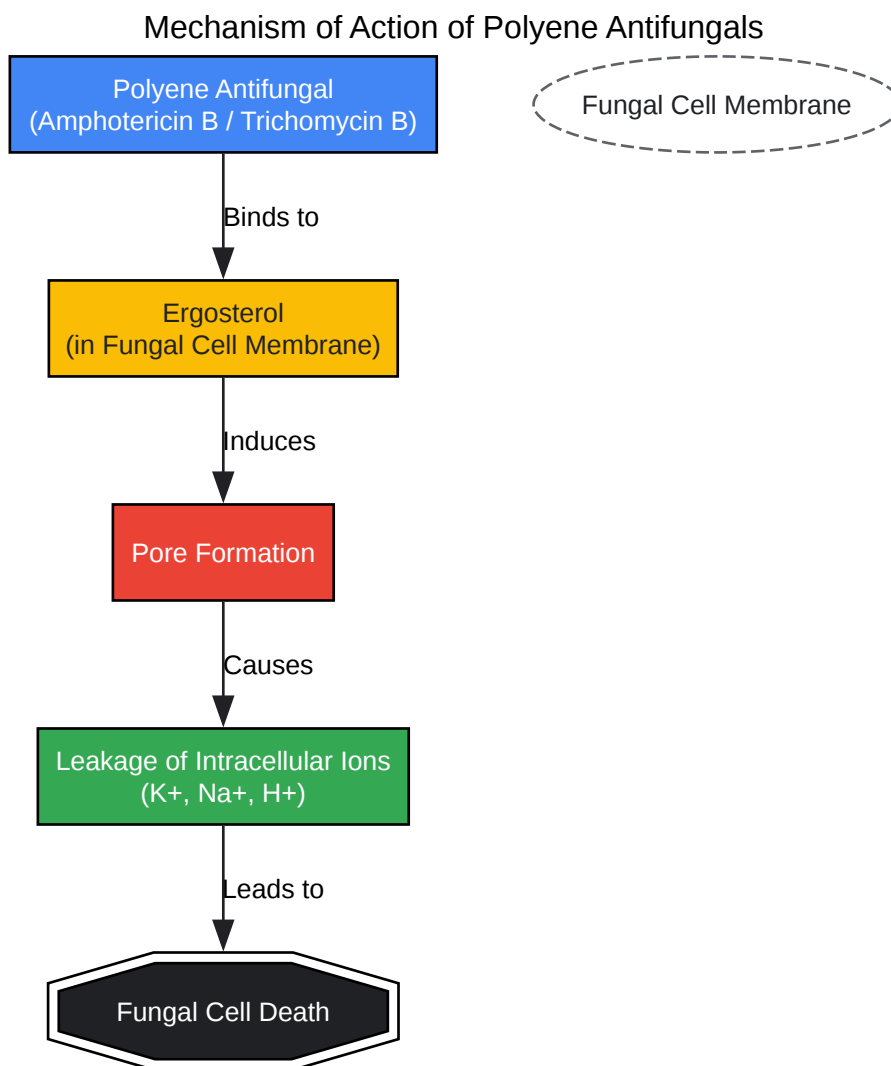 Mechanism of Action of Polyene Antifungals
Polyene Antifungal
(Amphotericin B / Trichomycin B)
Fungal Cell Membrane
Binds to
Ergosterol
(in Fungal Cell Membrane)
Induces
Pore Formation
Causes
Leakage of Intracellular Ions
(K+, Na+, H+)
Leads to
Fungal Cell Death